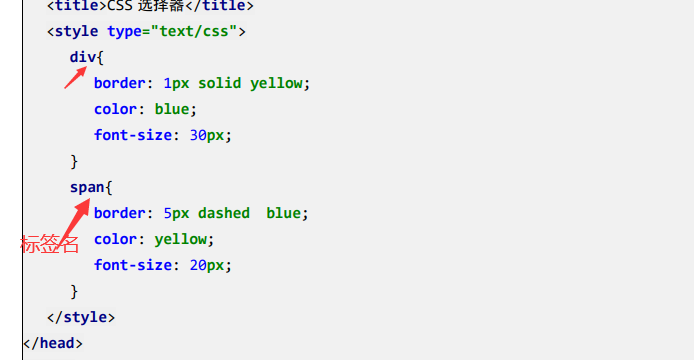 <title>CSS 选择器</title>
<style type="text/css">
div{
border: 1px solid yellow;
color: blue;
font-size: 30px;
}
span{
border: 5px dashed  blue;
标签名
color: yellow;
font-size: 20px;
}
</style>
</head>